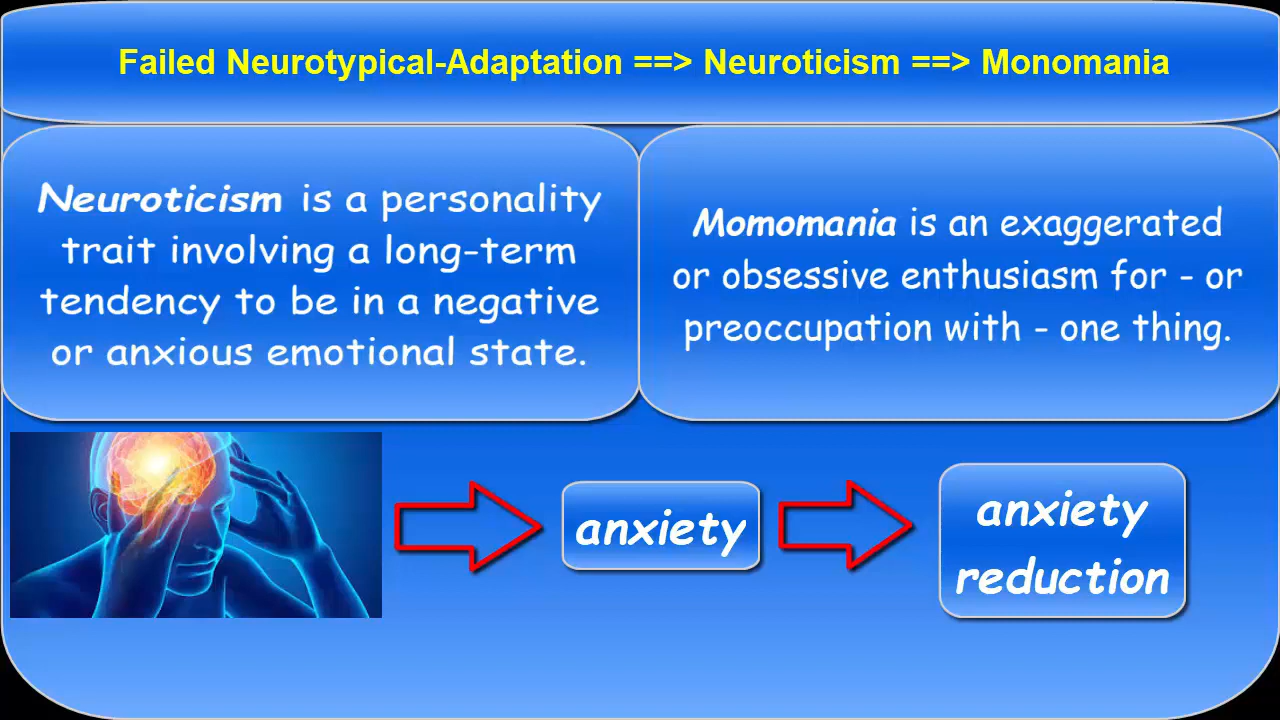 Failed Neurotypical-Adaptation ==> Neuroticism ==> Monomania
Neuroticism is a personality
trait involving a long-term
tendency to be in a negative
or anxious emotional state.
Momomania is an exaggerated
or obsessive enthusiasm for - or
preoccupation with - one thing.
anxiety
anxiety
reduction